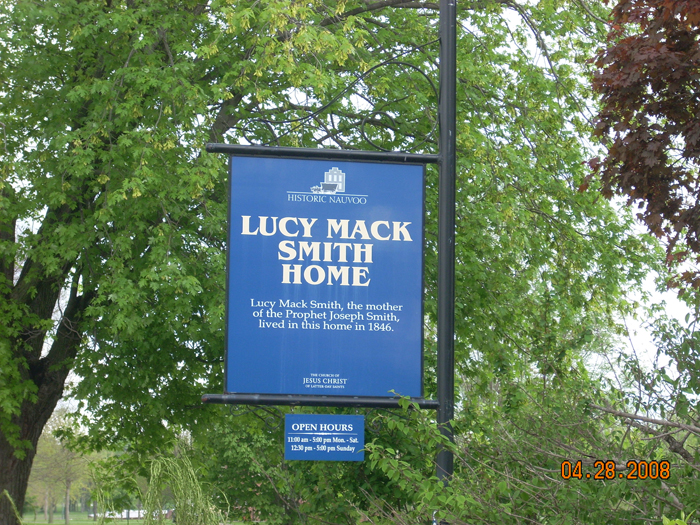 HISTORIC NAUVOO
LUCY MACK
SMITH
HOME
Lucy Mack Smith, the mother
of the Prophet Joseph Smith,
lived in this home in 1846.
THE CHURCH OF
JESUS CHRIST
OF LATTER-DAY SAINTS
OPEN HOURS
11:00 am - 5:00 pm Mon. - Sat.
12:30 pm - 5:00 pm Sunday
04.28.2008